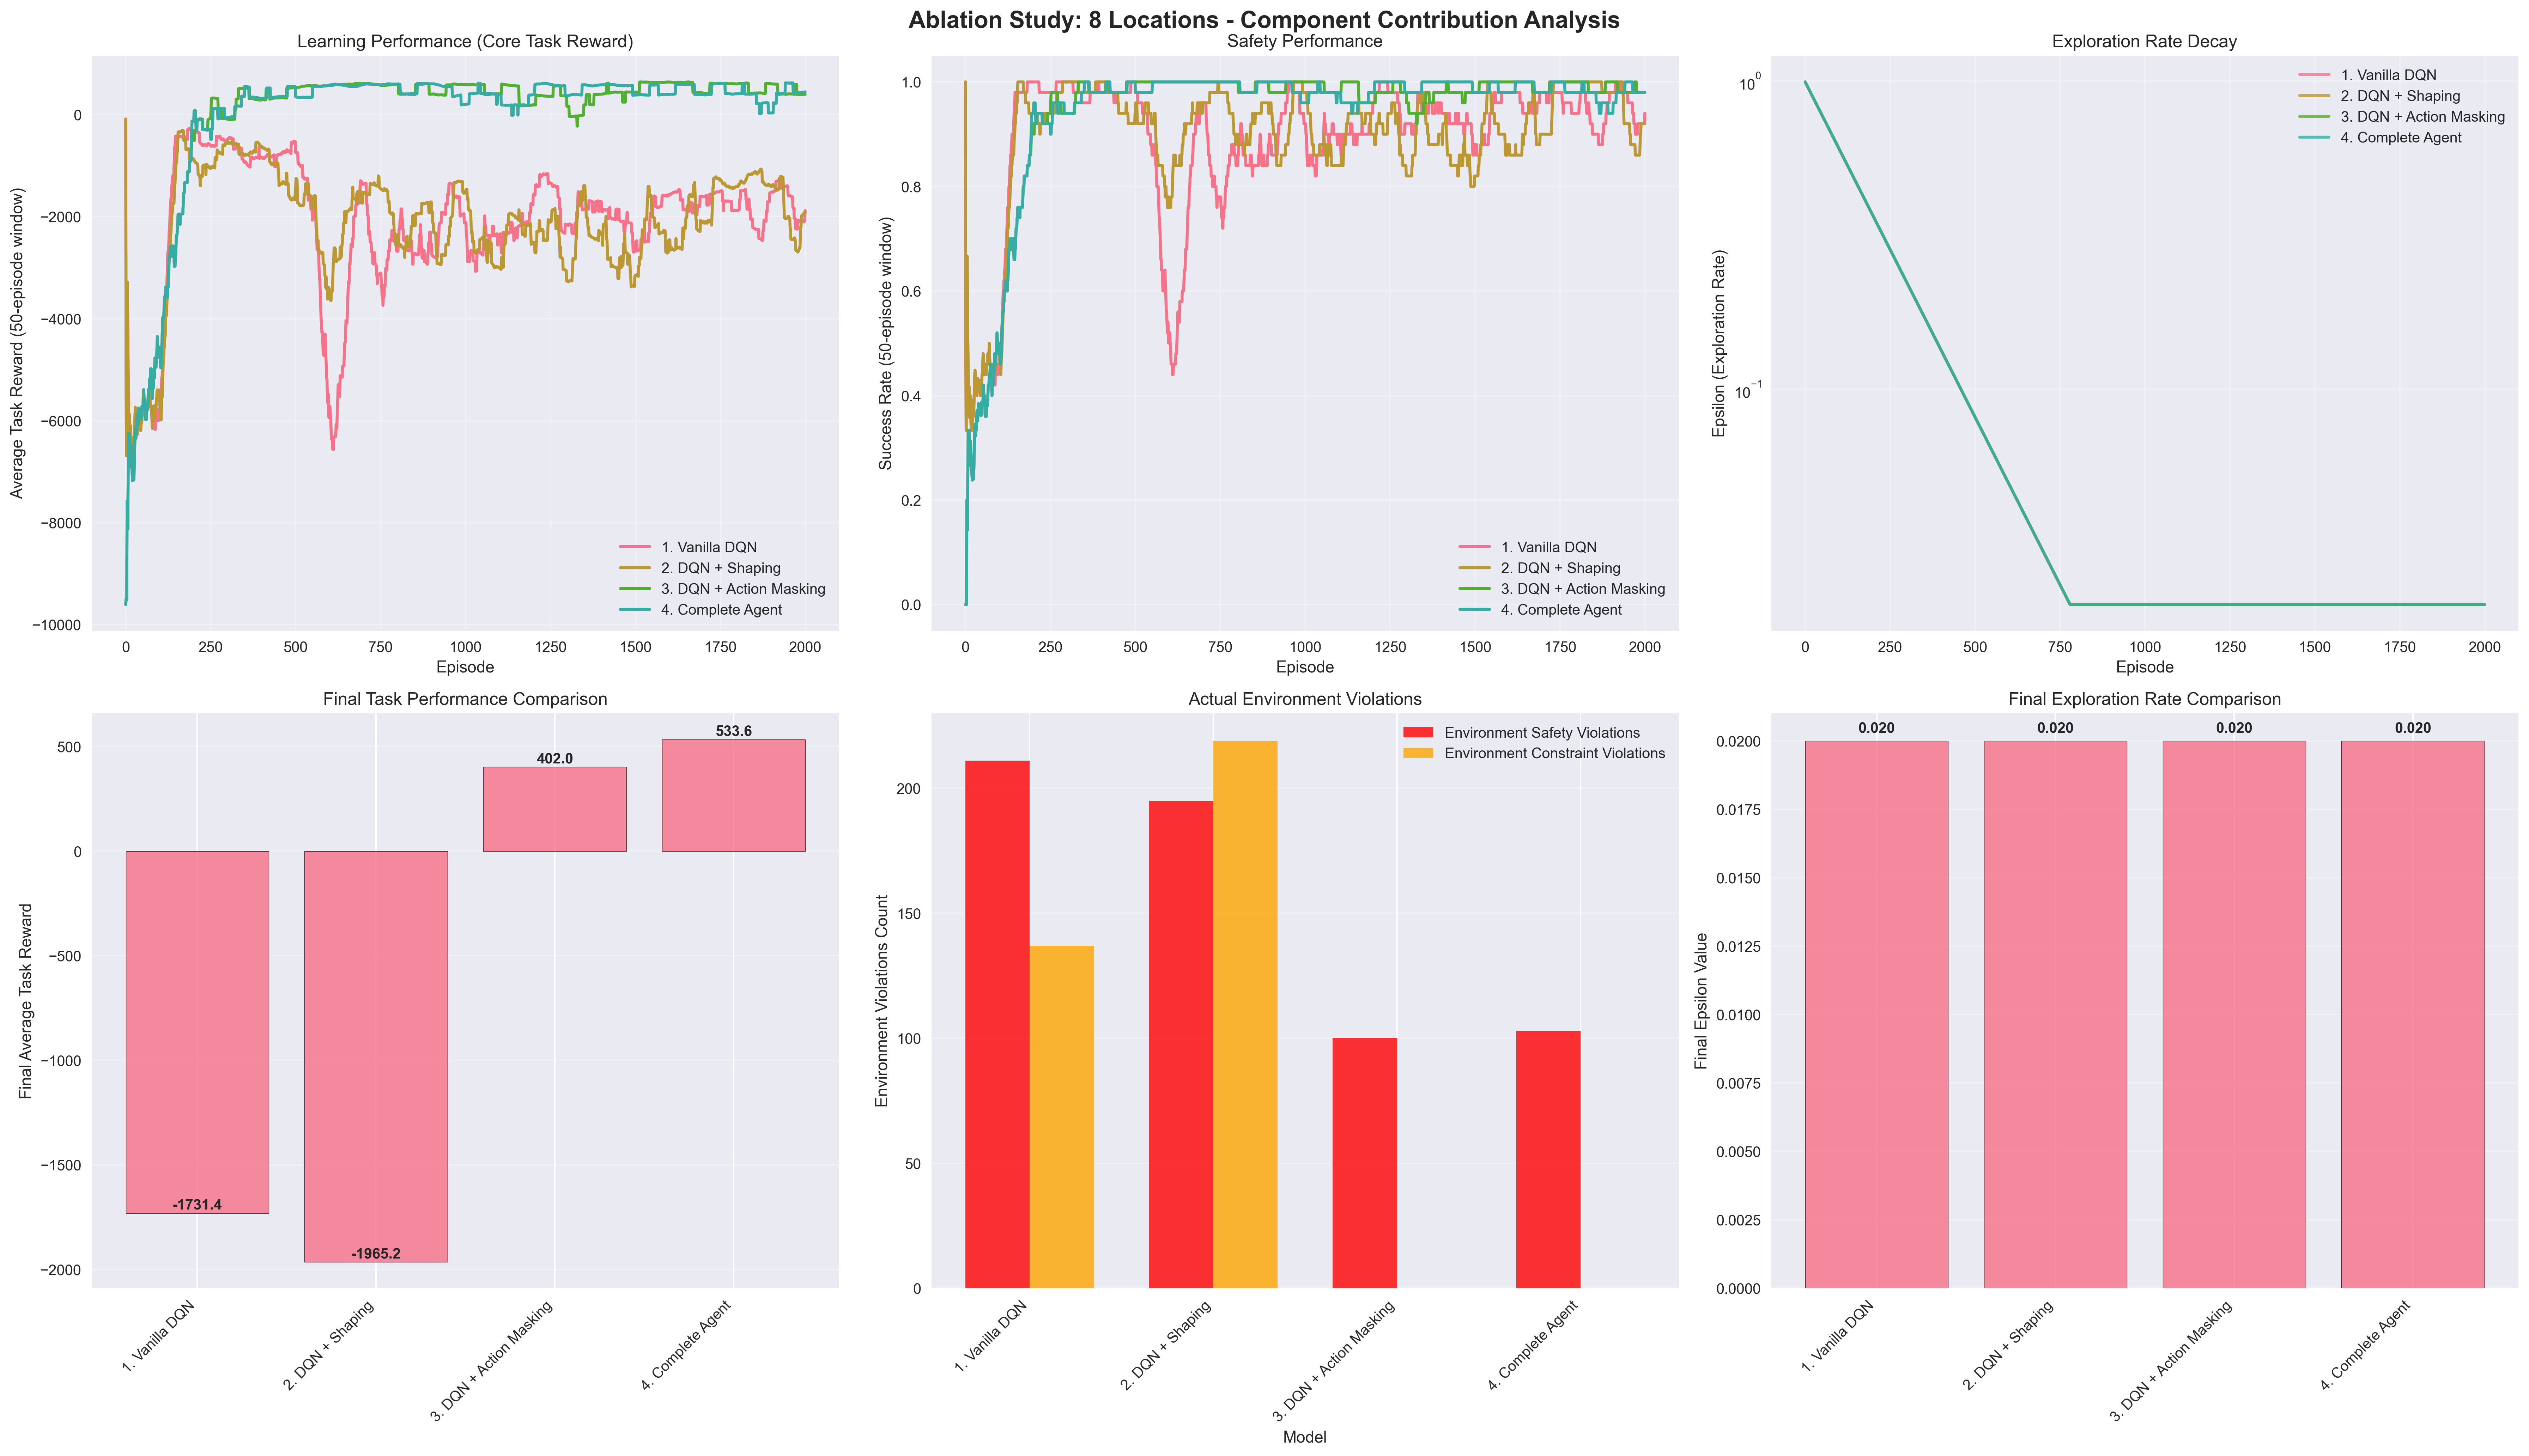 Ablation Study: 8 Locations - Component Contribution Analysis
Learning Performance (Core Task Reward)
Average Task Reward (50-episode window)
0
−2000
−4000
−6000
−8000
−10000
1. Vanilla DQN
2. DQN + Shaping
3. DQN + Action Masking
4. Complete Agent
0 250 500 750 1000 1250 1500 1750 2000
Episode
Safety Performance
Success Rate (50-episode window)
1.0
0.8
0.6
0.4
0.2
0.0
1. Vanilla DQN
2. DQN + Shaping
3. DQN + Action Masking
4. Complete Agent
0 250 500 750 1000 1250 1500 1750 2000
Episode
Exploration Rate Decay
Epsilon (Exploration Rate)
10⁰
10⁻¹
1. Vanilla DQN
2. DQN + Shaping
3. DQN + Action Masking
4. Complete Agent
0 250 500 750 1000 1250 1500 1750 2000
Episode
Final Task Performance Comparison
Final Average Task Reward
500
0
−500
−1000
−1500
−2000
-1731.4
-1965.2
402.0
533.6
1. Vanilla DQN
2. DQN + Shaping
3. DQN + Action Masking
4. Complete Agent
Actual Environment Violations
Environment Violations Count
200
150
100
50
0
Environment Safety Violations
Environment Constraint Violations
1. Vanilla DQN
2. DQN + Shaping
3. DQN + Action Masking
4. Complete Agent
Model
Final Exploration Rate Comparison
Final Epsilon Value
0.0200
0.0175
0.0150
0.0125
0.0100
0.0075
0.0050
0.0025
0.0000
0.020
0.020
0.020
0.020
1. Vanilla DQN
2. DQN + Shaping
3. DQN + Action Masking
4. Complete Agent